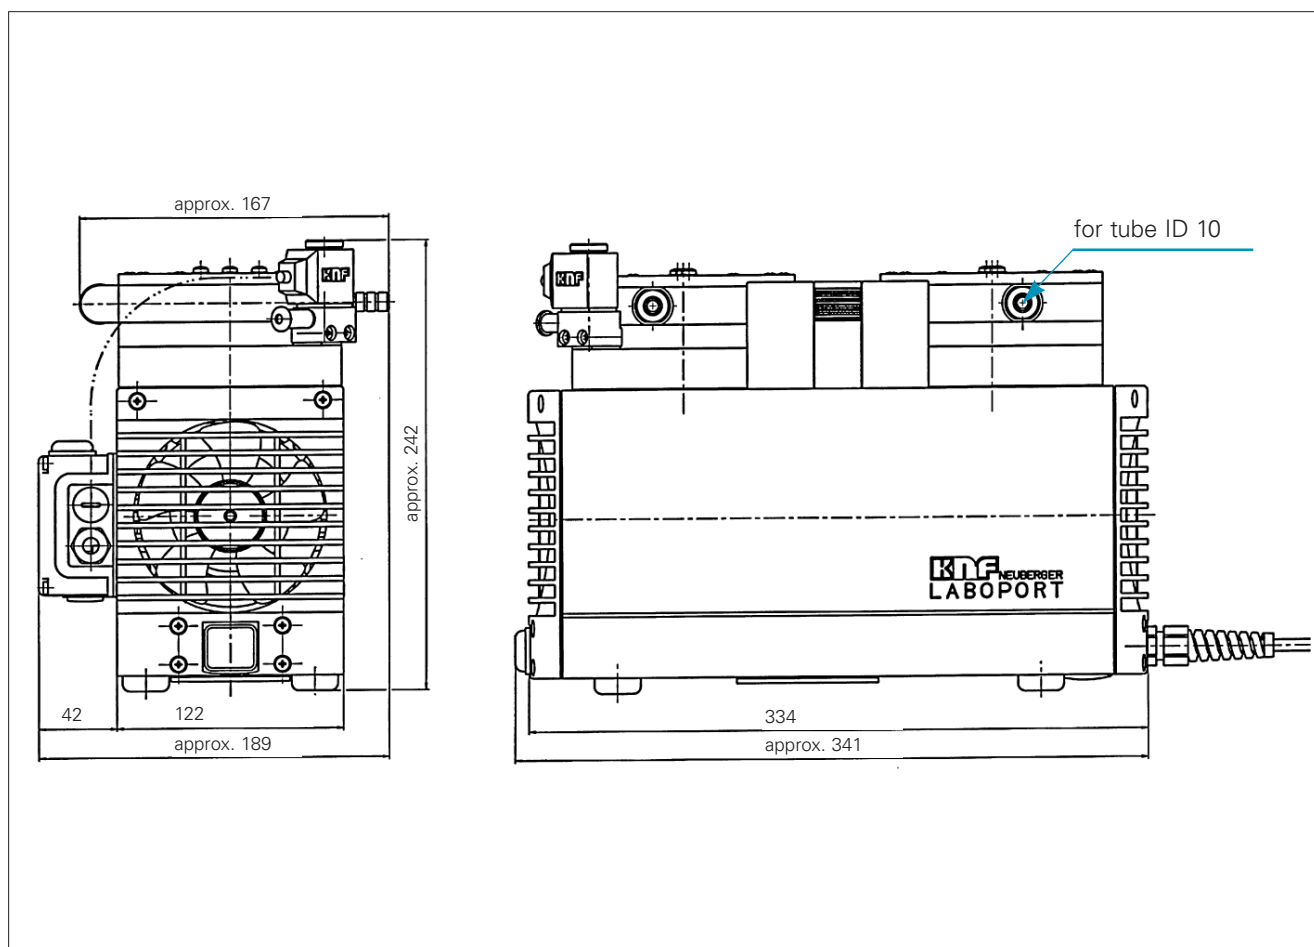 approx. 167
for tube ID 10
KNF
KNF
approx. 242
KNF NEUBERGER
LABOPORT
42
122
334
approx. 189
approx. 341